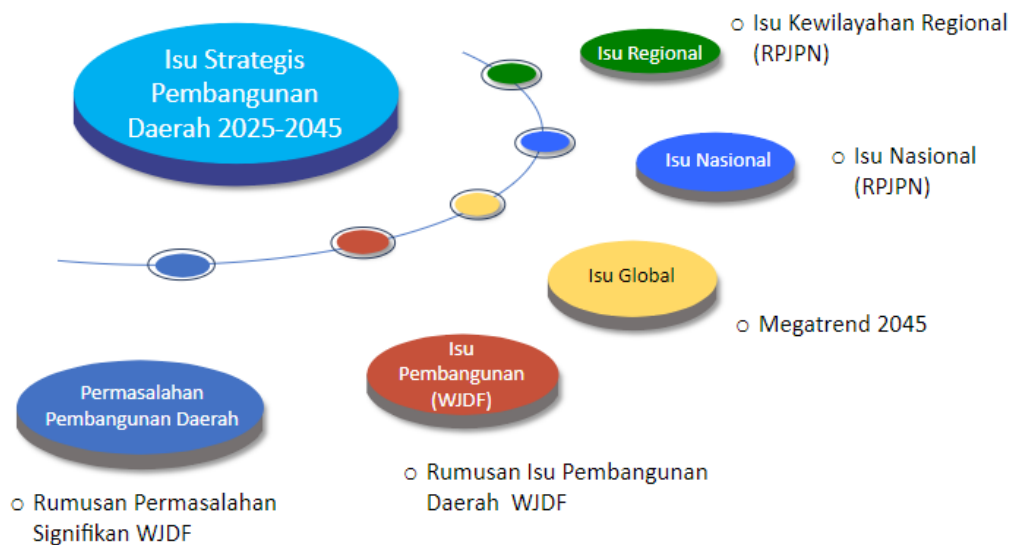 Isu Strategis
Pembangunan
Daerah 2025-2045
Isu Regional
○ Isu Kewilayahan Regional
(RPJPN)
Isu Nasional
○ Isu Nasional
(RPJPN)
Isu Global
○ Megatrend 2045
Isu
Pembangunan
(WJDF)
○ Rumusan Isu Pembangunan
Daerah WJDF
Permasalahan
Pembangunan Daerah
○ Rumusan Permasalahan
Signifikan WJDF